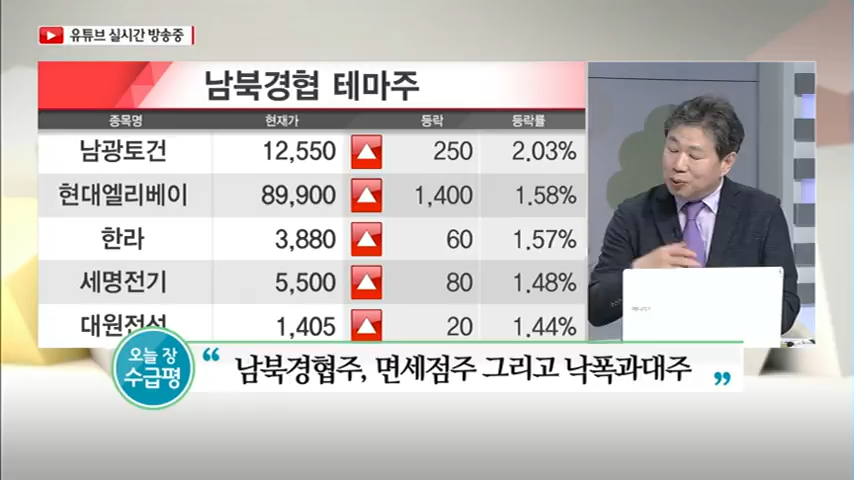 유튜브 실시간 방송중
남북경협 테마주
종목명 현재가 등락 등락률
남광토건 12,550 ▲ 250 2.03%
현대엘리베이 89,900 ▲ 1,400 1.58%
한라 3,880 ▲ 60 1.57%
세명전기 5,500 ▲ 80 1.48%
대원전선 1,405 ▲ 20 1.44%
오늘 장
수급평
“ 남북경협주, 면세점주 그리고 낙폭과대주 ”